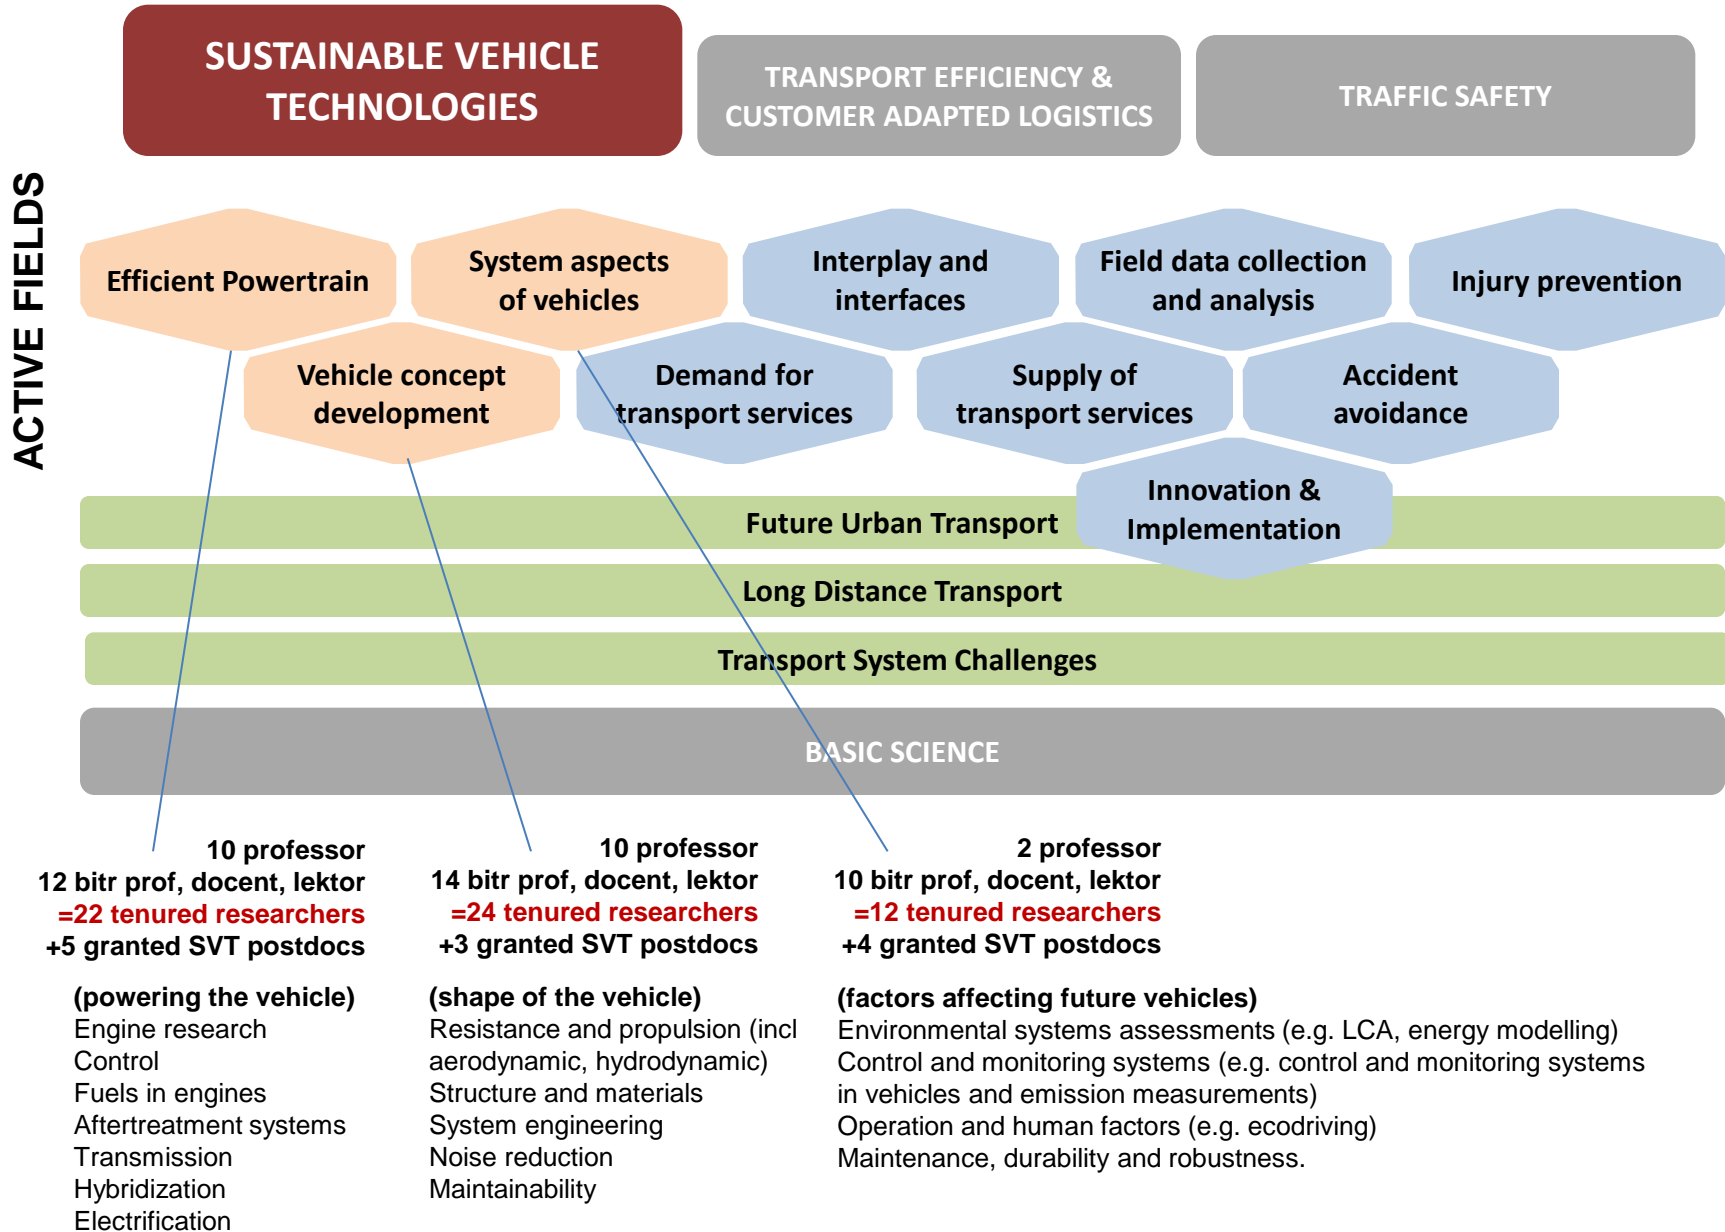 SUSTAINABLE VEHICLE
TECHNOLOGIES
TRANSPORT EFFICIENCY &
CUSTOMER ADAPTED LOGISTICS
TRAFFIC SAFETY
ACTIVE FIELDS
Efficient Powertrain
System aspects
of vehicles
Interplay and
interfaces
Field data collection
and analysis
Injury prevention
Vehicle concept
development
Demand for
transport services
Supply of
transport services
Accident
avoidance
Innovation &
Implementation
Future Urban Transport
Long Distance Transport
Transport System Challenges
BASIC SCIENCE
10 professor
12 bitr prof, docent, lektor
=22 tenured researchers
+5 granted SVT postdocs
(powering the vehicle)
Engine research
Control
Fuels in engines
Aftertreatment systems
Transmission
Hybridization
Electrification
10 professor
14 bitr prof, docent, lektor
=24 tenured researchers
+3 granted SVT postdocs
(shape of the vehicle)
Resistance and propulsion (incl
aerodynamic, hydrodynamic)
Structure and materials
System engineering
Noise reduction
Maintainability
2 professor
10 bitr prof, docent, lektor
=12 tenured researchers
+4 granted SVT postdocs
(factors affecting future vehicles)
Environmental systems assessments (e.g. LCA, energy modelling)
Control and monitoring systems (e.g. control and monitoring systems
in vehicles and emission measurements)
Operation and human factors (e.g. ecodriving)
Maintenance, durability and robustness.